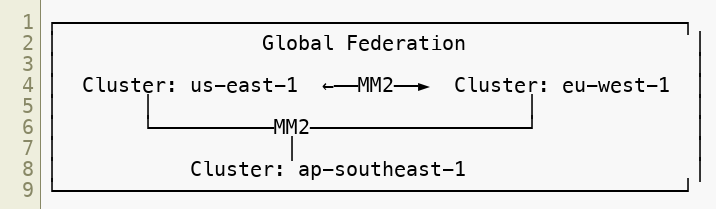 1
2 Global Federation
3
4 Cluster: us-east-1 ←──MM2──► Cluster: eu-west-1
5
6 MM2
7
8 Cluster: ap-southeast-1
9